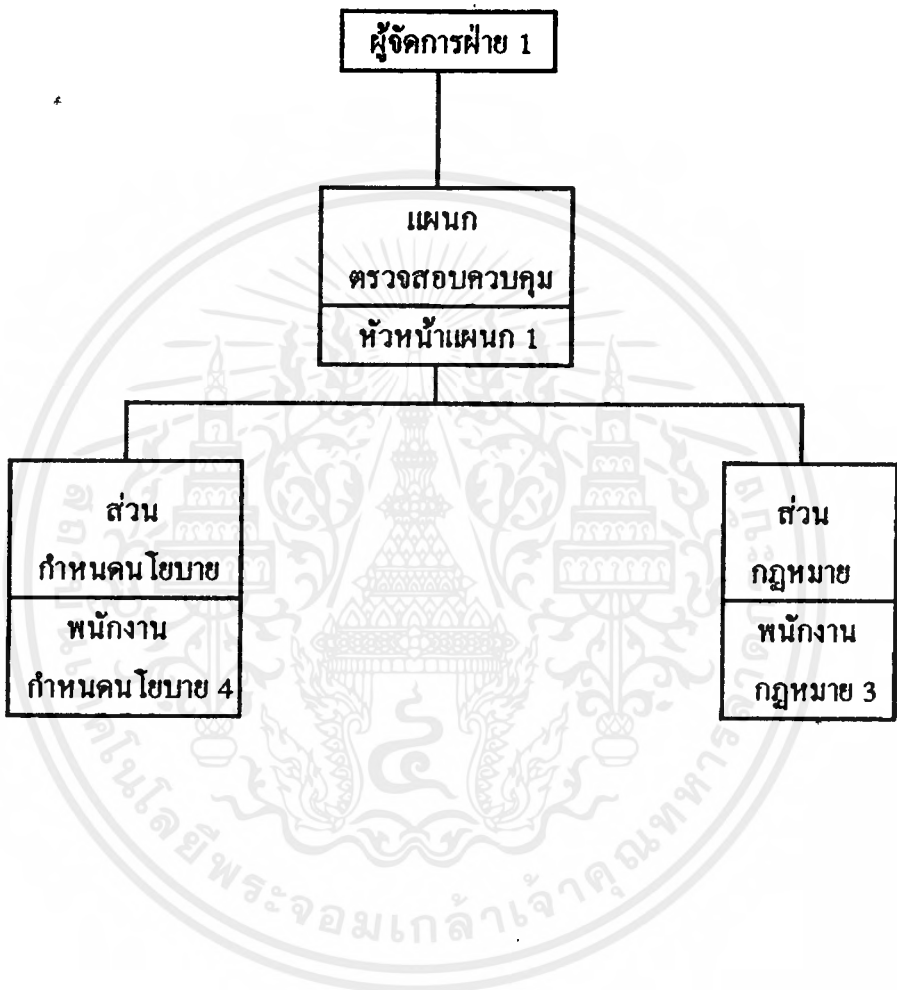 ผู้จัดการฝ่าย 1
แผนก
ตรวจสอบควบคุม
หัวหน้าแผนก 1
ส่วน
กำหนดนโยบาย
พนักงาน
กำหนดนโยบาย 4
ส่วน
กฎหมาย
พนักงาน
กฎหมาย 3